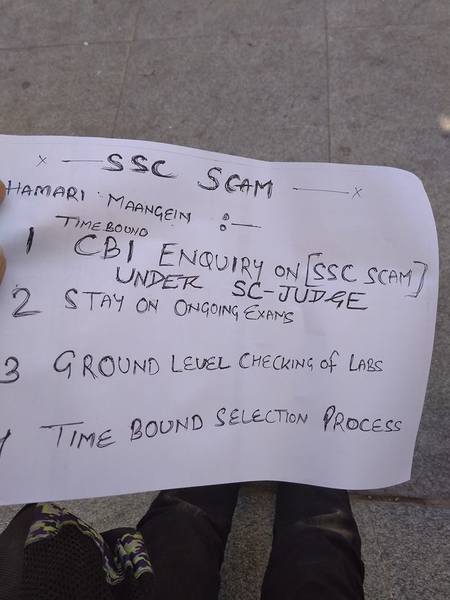 x — SSC SCAM — x
HAMARI MAANGEIN :—
TIME BOUND
1 CBI ENQUIRY ON [SSC SCAM]
UNDER SC-JUDGE
2 STAY ON ONGOING EXAMS
3 GROUND LEVEL CHECKING of LABS
TIME BOUND SELECTION PROCESS